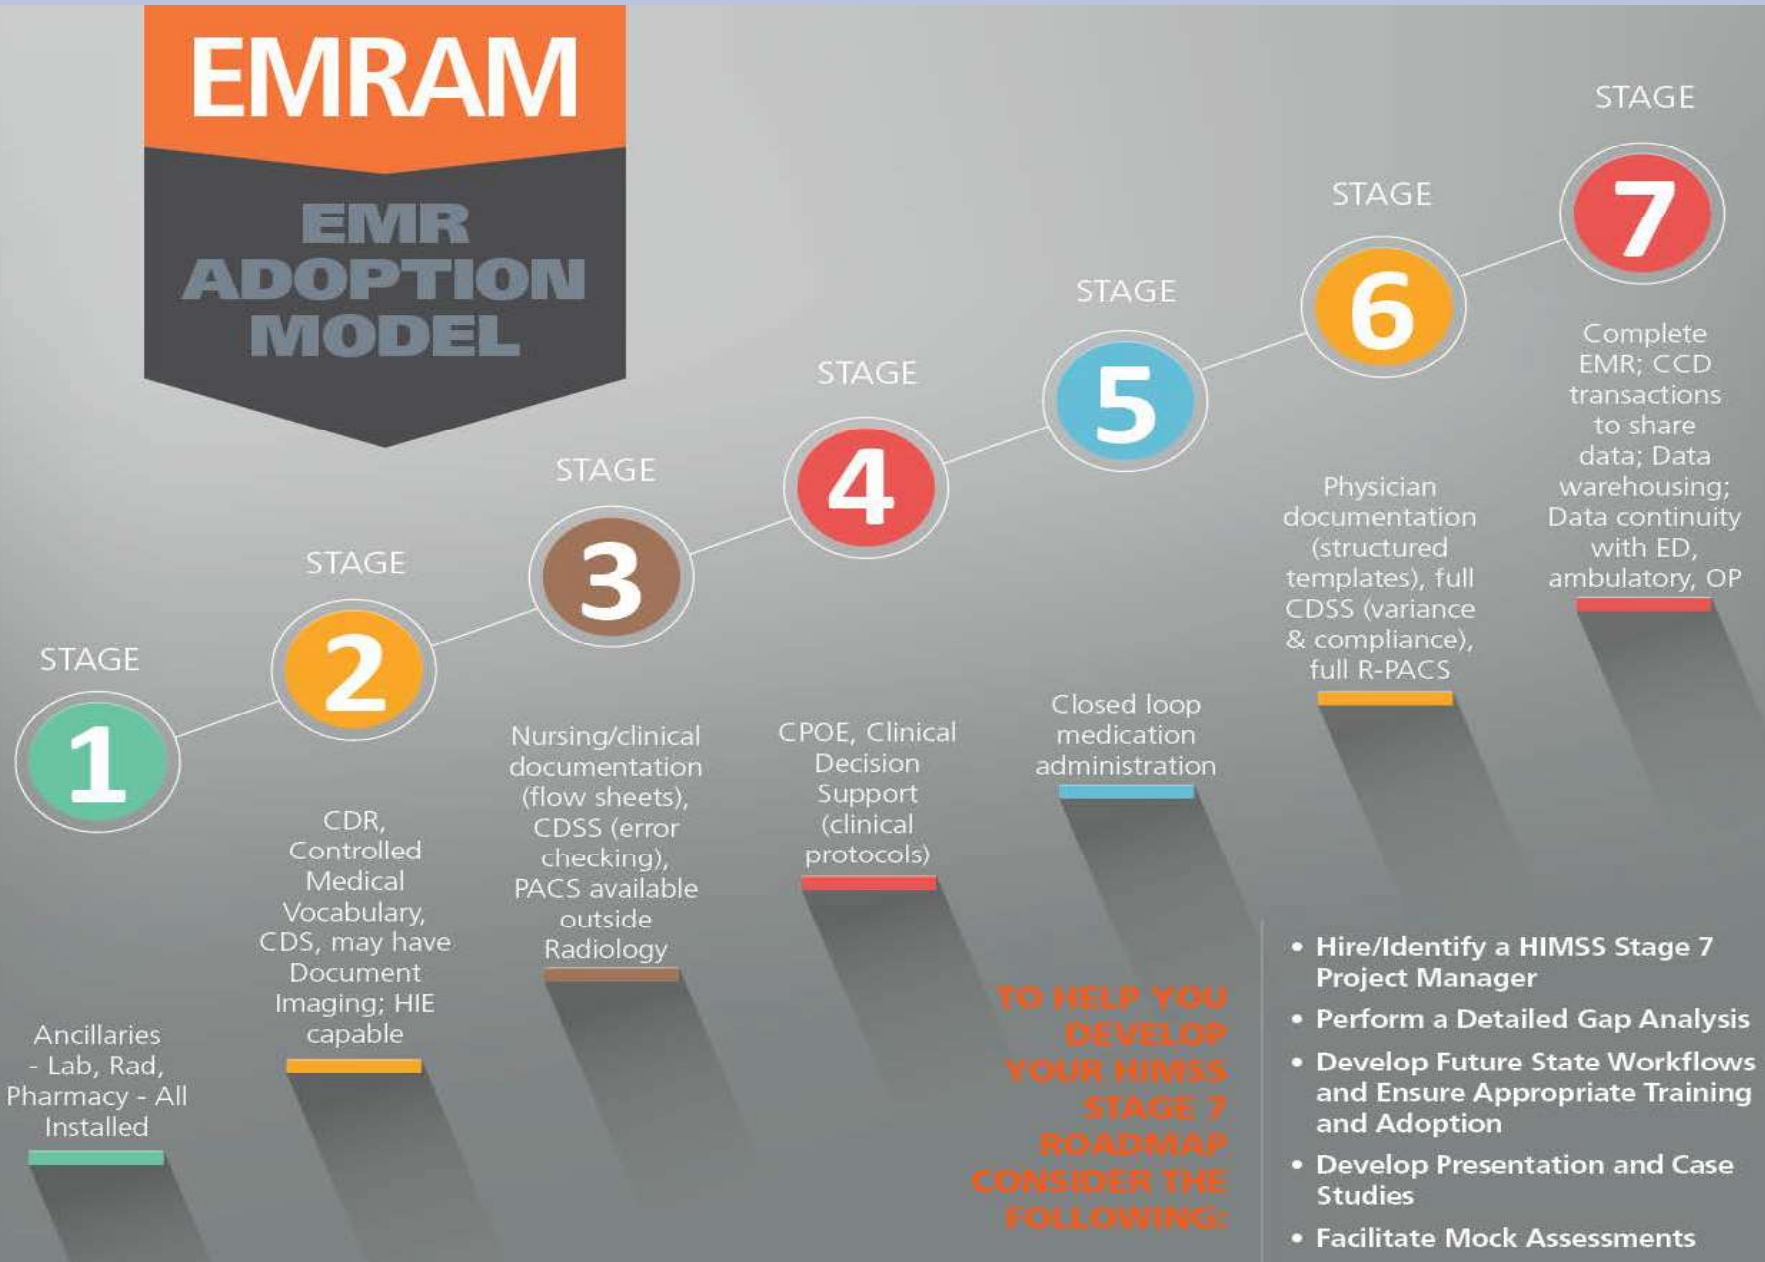 EMRAM
EMR
ADOPTION
MODEL
STAGE
1
Ancillaries
- Lab, Rad,
Pharmacy - All
Installed
STAGE
2
CDR,
Controlled
Medical
Vocabulary,
CDS, may have
Document
Imaging; HIE
capable
STAGE
3
Nursing/clinical
documentation
(flow sheets),
CDSS (error
checking),
PACS available
outside
Radiology
STAGE
4
CPOE, Clinical
Decision
Support
(clinical
protocols)
STAGE
5
Closed loop
medication
administration
STAGE
6
Physician
documentation
(structured
templates), full
CDSS (variance
& compliance),
full R-PACS
STAGE
7
Complete
EMR; CCD
transactions
to share
data; Data
warehousing;
Data continuity
with ED,
ambulatory, OP
TO HELP YOU
DEVELOP
YOUR HIMSS
STAGE 7
ROADMAP
CONSIDER THE
FOLLOWING:
• Hire/Identify a HIMSS Stage 7
Project Manager
• Perform a Detailed Gap Analysis
• Develop Future State Workflows
and Ensure Appropriate Training
and Adoption
• Develop Presentation and Case
Studies
• Facilitate Mock Assessments